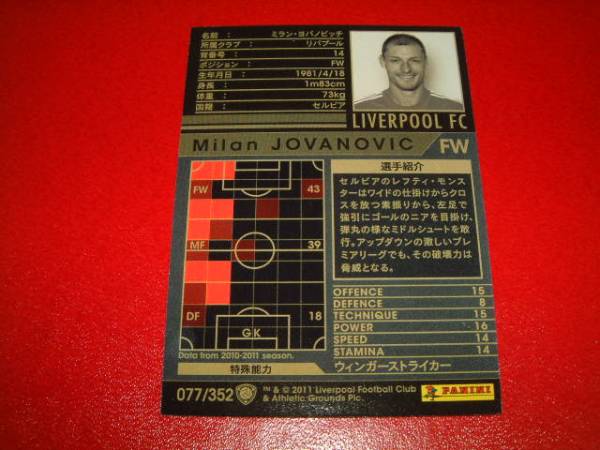 名前 : ミラン・ヨバノビッチ
所属クラブ : リバプール
背番号 : 14
ポジション : FW
生年月日 : 1981/4/18
身長 : 1m83cm
体重 : 73kg
国籍 : セルビア
LIVERPOOL FC
Milan JOVANOVIC FW
FW 43
MF 39
DF 18
GK
Data from 2010-2011 season.
選手紹介
セルビアのレフティ・モンス
ターはワイドの仕掛けからクロ
スを放つ素振りから、左足で
強引にゴールのニアを目掛け、
弾丸の様なミドルシュートを敢
行。アップダウンの激しいプレ
ミアリーグでも、その破壊力は
脅威となる。
OFFENCE 15
DEFENCE 8
TECHNIQUE 15
POWER 16
SPEED 14
STAMINA 14
特殊能力 ウィンガーストライカー
077/352
™ & © 2011 Liverpool Football Club
& Athletic Grounds Plc.
PANINI